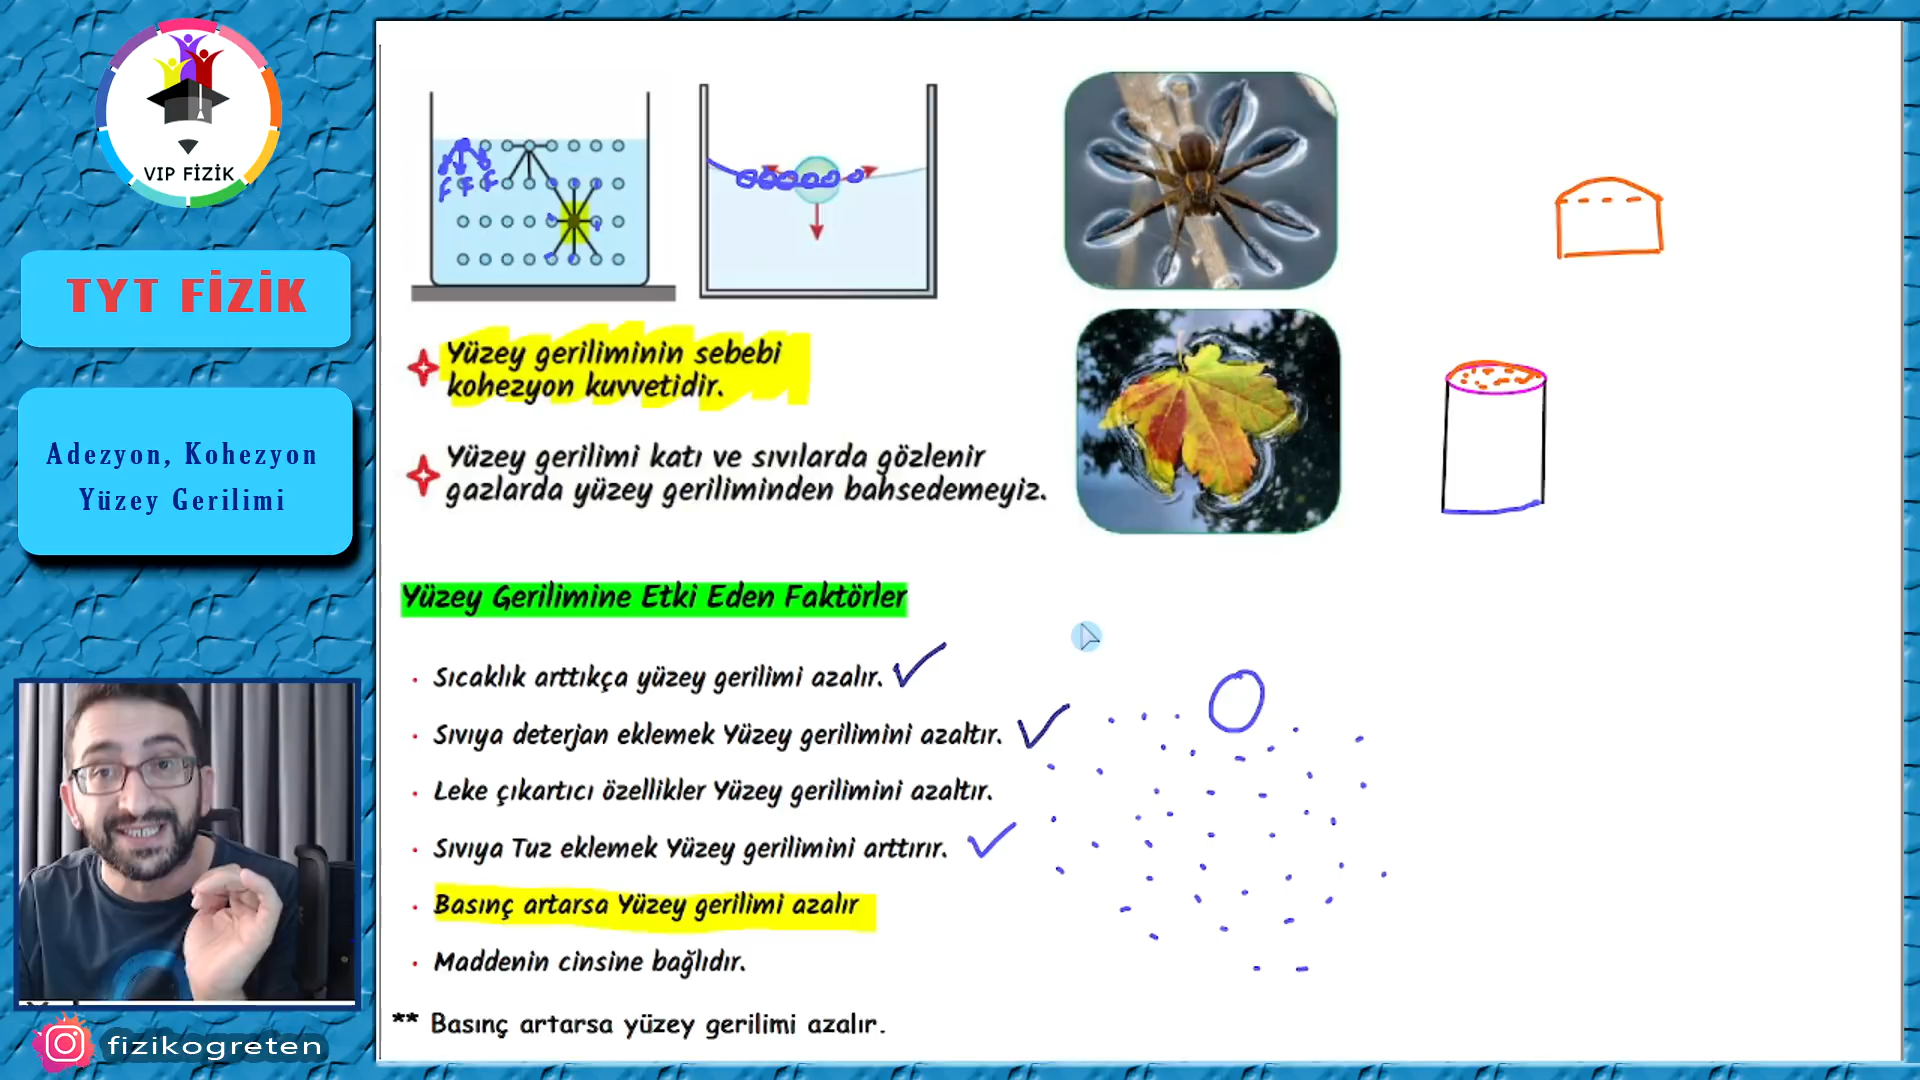 VIP FİZİK
TYT FİZİK
Adezyon, Kohezyon
Yüzey Gerilimi
fizikogreten
F F F
Yüzey geriliminin sebebi
kohezyon kuvvetidir.
Yüzey gerilimi katı ve sıvılarda gözlenir
gazlarda yüzey geriliminden bahsedemeyiz.
Yüzey Gerilimine Etki Eden Faktörler
• Sıcaklık arttıkça yüzey gerilimi azalır.
• Sıvıya deterjan eklemek Yüzey gerilimini azaltır.
• Leke çıkartıcı özellikler Yüzey gerilimini azaltır.
• Sıvıya Tuz eklemek Yüzey gerilimini arttırır.
• Basınç artarsa Yüzey gerilimi azalır
• Maddenin cinsine bağlıdır.
** Basınç artarsa yüzey gerilimi azalır.